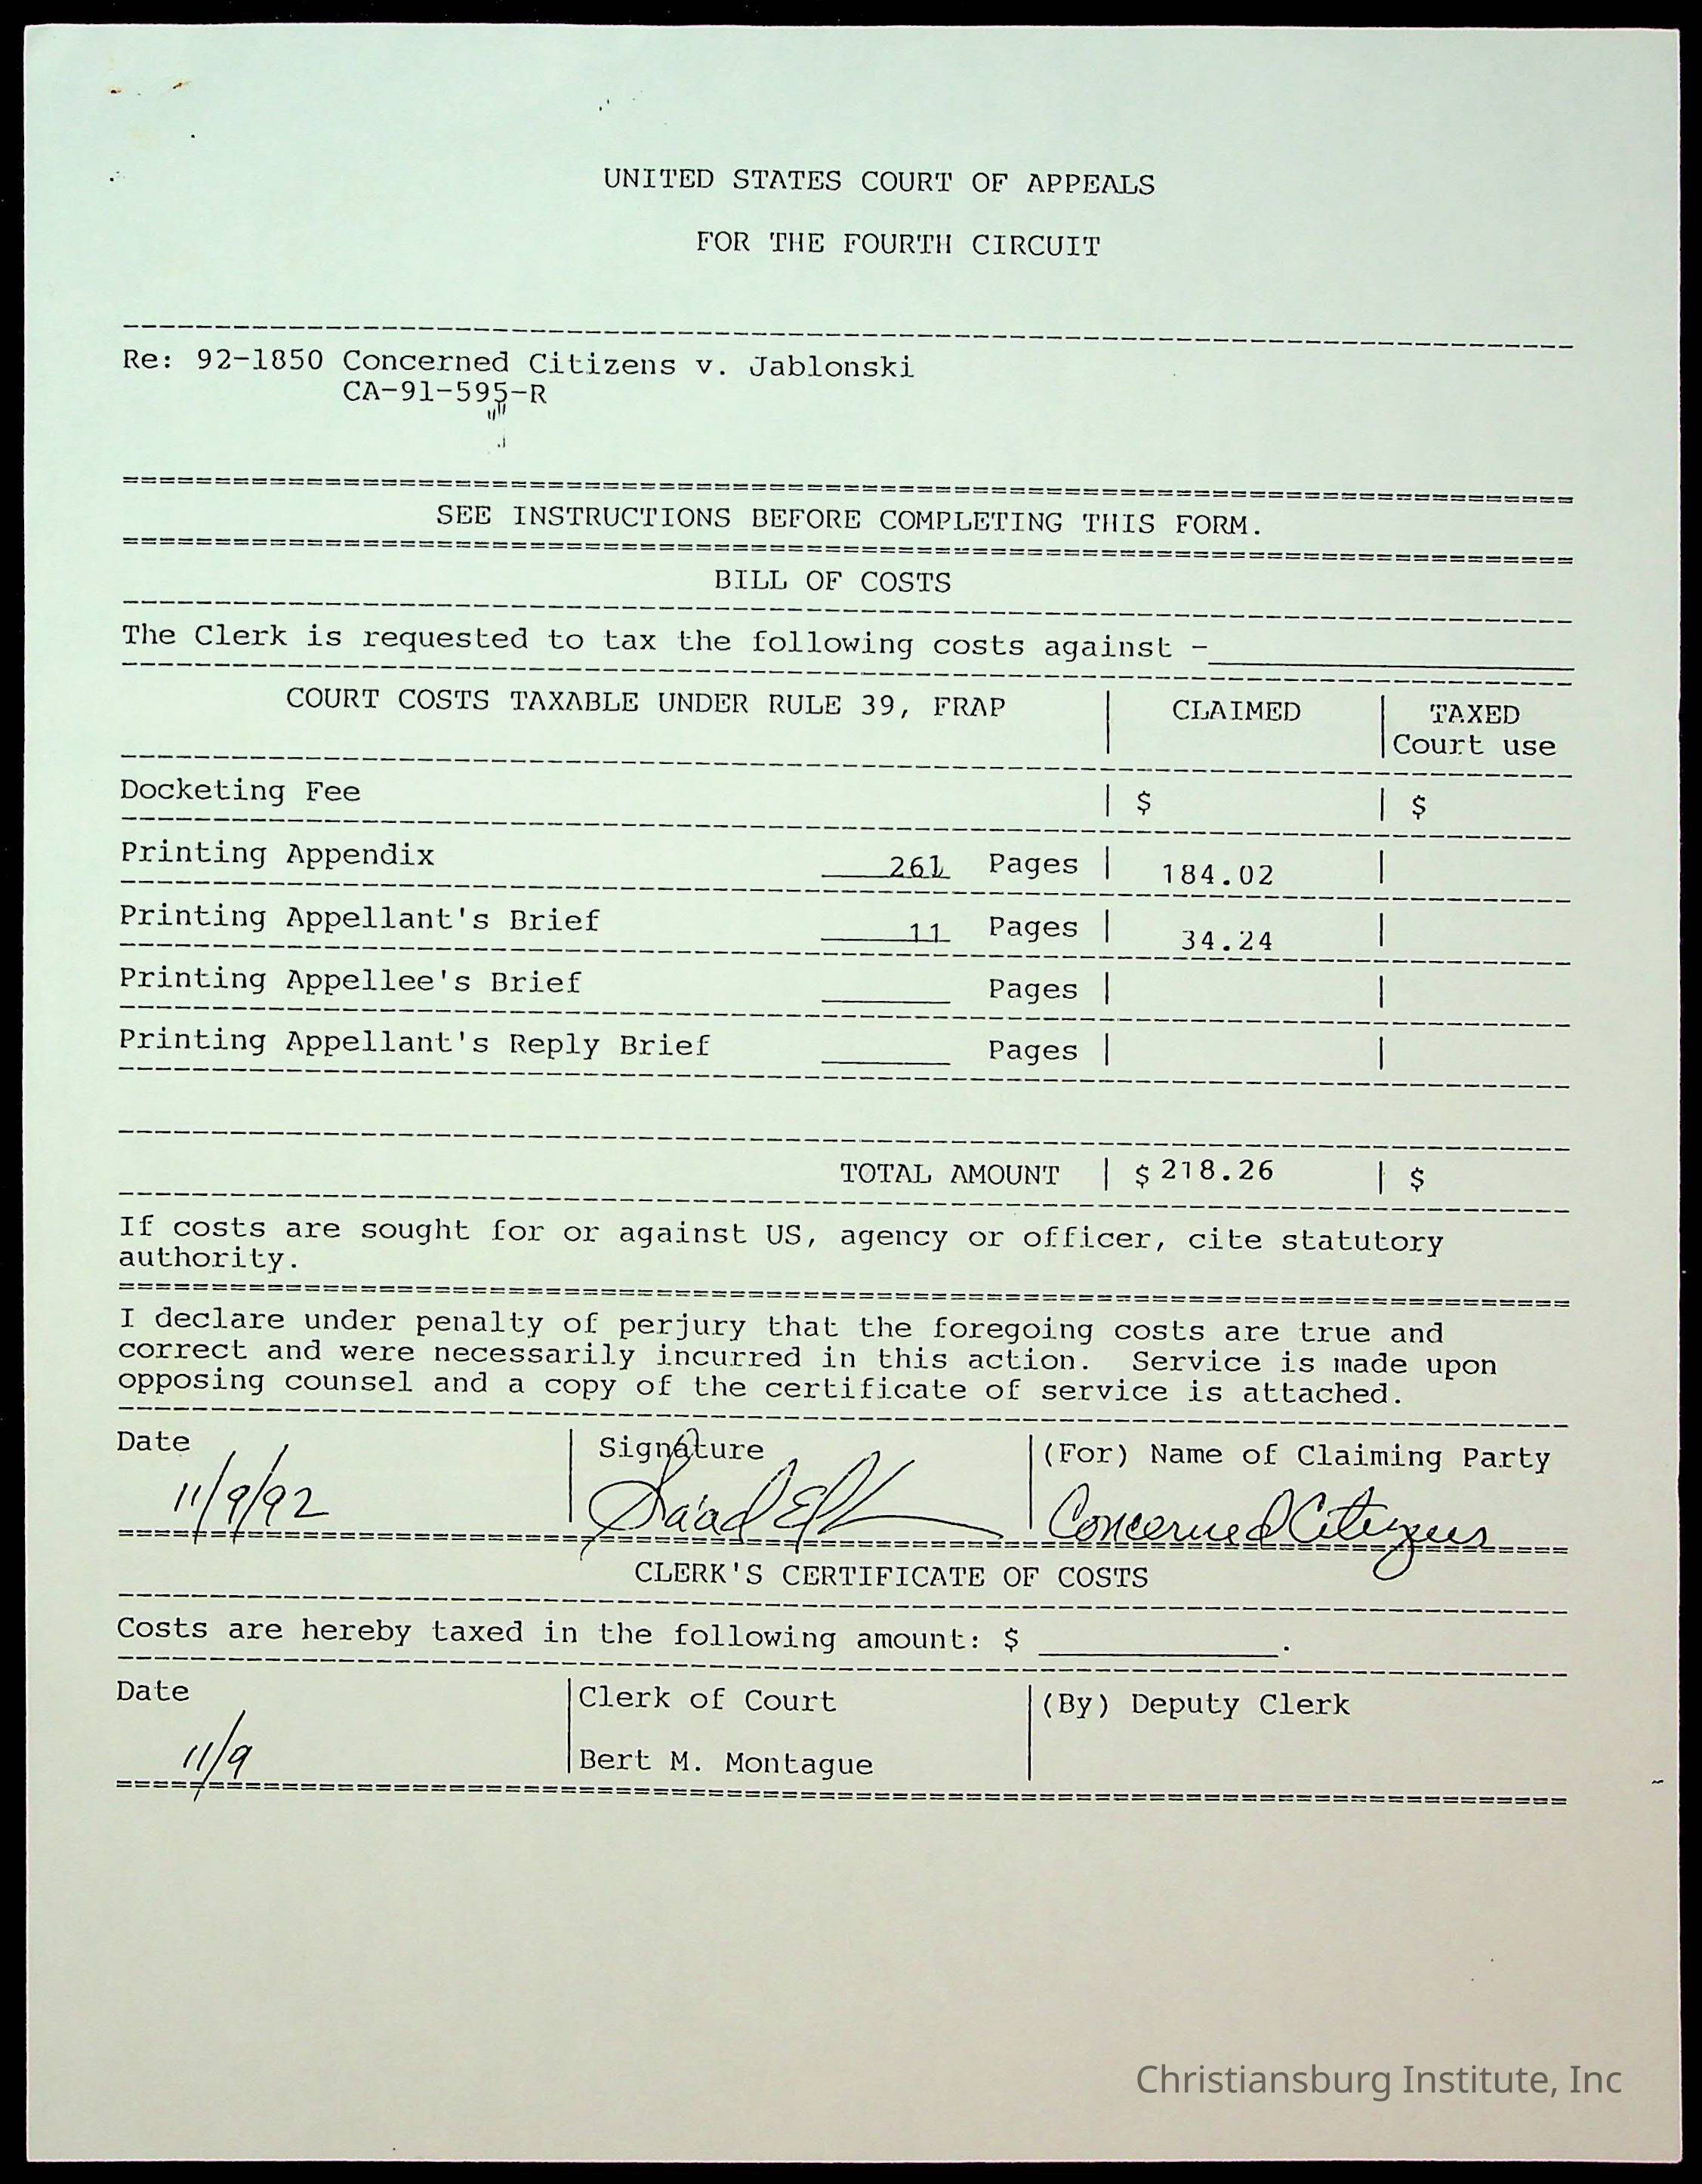 UNITED STATES COURT OF APPEALS
FOR THE FOURTH CIRCUIT
Re: 92-1850 Concerned Citizens v. Jablonski
CA-91-595-R
SEE INSTRUCTIONS BEFORE COMPLETING THIS FORM.
BILL OF COSTS
The Clerk is requested to tax the following costs against -
COURT COSTS TAXABLE UNDER RULE 39, FRAP | CLAIMED | TAXED
Court use
Docketing Fee | $ | $
Printing Appendix 261 Pages | 184.02 |
Printing Appellant's Brief 11 Pages | 34.24 |
Printing Appellee's Brief Pages | |
Printing Appellant's Reply Brief Pages | |
TOTAL AMOUNT | $ 218.26 | $
If costs are sought for or against US, agency or officer, cite statutory
authority.
I declare under penalty of perjury that the foregoing costs are true and
correct and were necessarily incurred in this action. Service is made upon
opposing counsel and a copy of the certificate of service is attached.
Date | Signature | (For) Name of Claiming Party
11/9/92 Concerned Citizens
CLERK'S CERTIFICATE OF COSTS
Costs are hereby taxed in the following amount: $ .
Date | Clerk of Court | (By) Deputy Clerk
11/9 | Bert M. Montague |
Christiansburg Institute, Inc